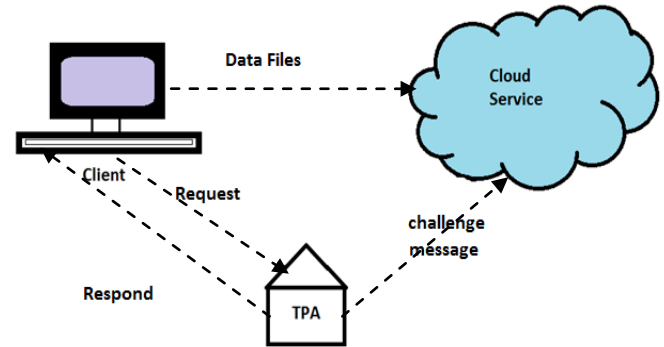 Data Files
Cloud
Service
Client
Request
challenge
message
Respond
TPA